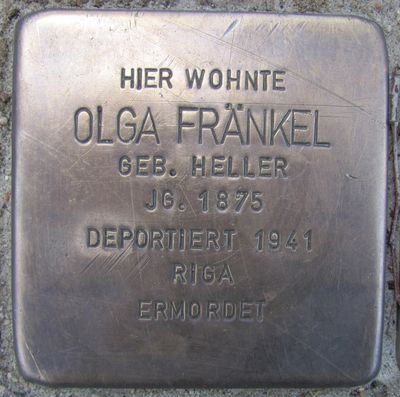 HIER WOHNTE
OLGA FRÄNKEL
GEB. HELLER
JG. 1875
DEPORTIERT 1941
RIGA
ERMORDET